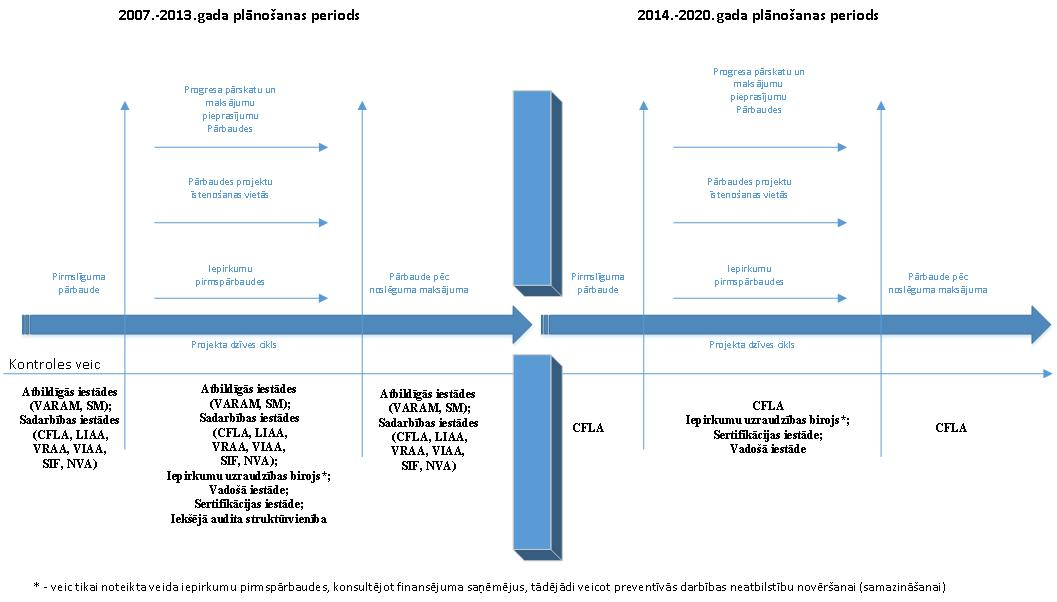 2007.-2013.gada plānošanas periods
2014.-2020.gada plānošanas periods
Progresa pārskatu un
maksājumu
pieprasījumu
Pārbaudes
Pārbaudes projektu
īstenošanas vietās
Iepirkumu
pirmspārbaudes
Pirmslīguma
pārbaude
Pārbaude pēc
noslēguma maksājuma
Projekta dzīves cikls
Progresa pārskatu un
maksājumu
pieprasījumu
Pārbaudes
Pārbaudes projektu
īstenošanas vietās
Iepirkumu
pirmspārbaudes
Pirmslīguma
pārbaude
Pārbaude pēc
noslēguma maksājuma
Projekta dzīves cikls
Kontroles veic
Atbildīgās iestādes
(VARAM, SM);
Sadarbības iestādes
(CFLA, LIAA,
VRAA, VIAA,
SIF, NVA)
Atbildīgās iestādes
(VARAM, SM);
Sadarbības iestādes
(CFLA, LIAA,
VRAA, VIAA,
SIF, NVA);
Iepirkumu uzraudzības birojs*;
Vadošā iestāde;
Sertifikācijas iestāde;
Iekšējā audita struktūrvienība
Atbildīgās iestādes
(VARAM, SM);
Sadarbības iestādes
(CFLA, LIAA,
VRAA, VIAA,
SIF, NVA)
CFLA
CFLA
Iepirkumu uzraudzības birojs*;
Sertifikācijas iestāde;
Vadošā iestāde
CFLA
* - veic tikai noteikta veida iepirkumu pirmspārbaudes, konsultējot finansējuma saņēmējus, tādējādi veicot preventīvās darbības neatbilstību novēršanai (samazināšanai)